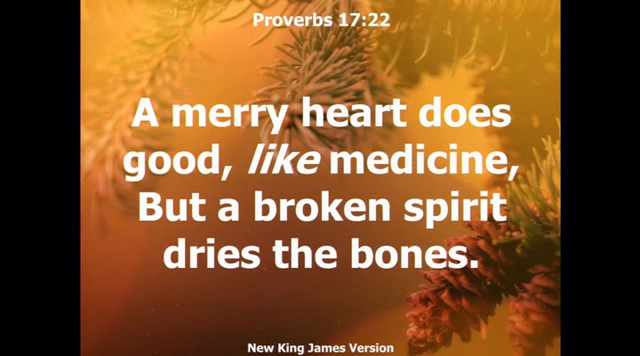 Proverbs 17:22
A merry heart does
good, like medicine,
But a broken spirit
dries the bones.
New King James Version